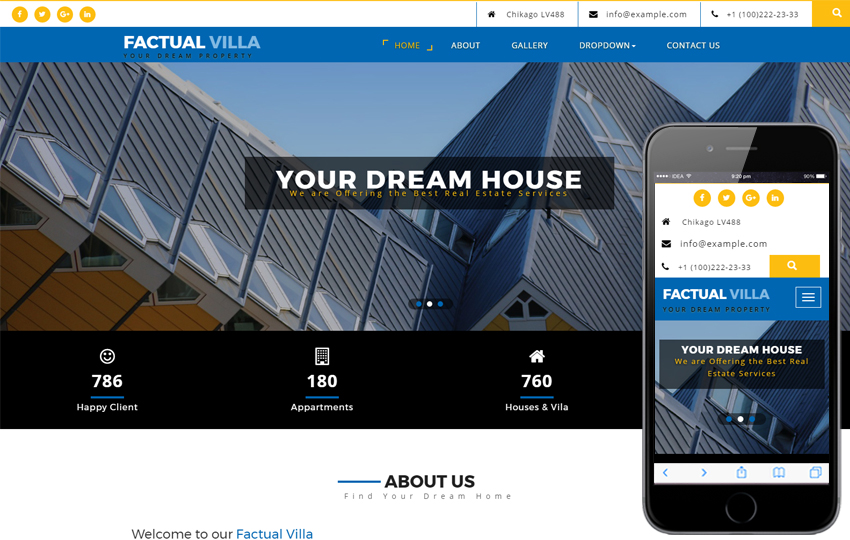 Chikago LV488
info@example.com
+1 (100)222-23-33
FACTUAL VILLA
YOUR DREAM PROPERTY
HOME
ABOUT
GALLERY
DROPDOWN
CONTACT US
YOUR DREAM HOUSE
We are Offering the Best Real Estate Services
786
Happy Client
180
Appartments
760
Houses & Vila
ABOUT US
Find Your Dream Home
Welcome to our Factual Villa
IDEA
9:20 pm
90%
Chikago LV488
info@example.com
+1 (100)222-23-33
FACTUAL VILLA
YOUR DREAM PROPERTY
YOUR DREAM HOUSE
We are Offering the Best Real
Estate Services